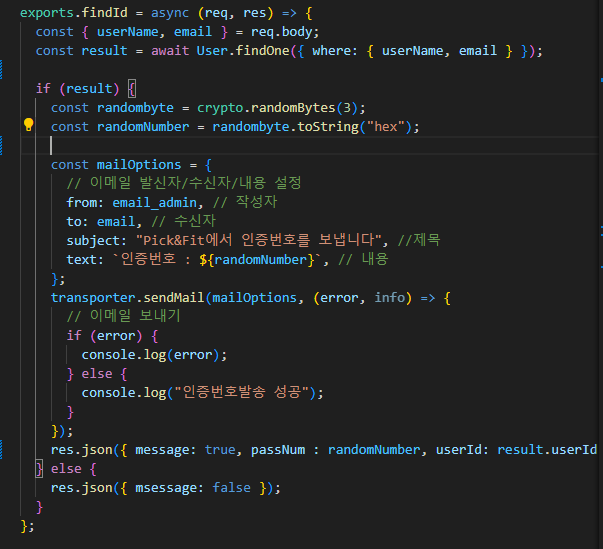 exports.findId = async (req, res) => {
const { userName, email } = req.body;
const result = await User.findOne({ where: { userName, email } });
if (result) {
const randombyte = crypto.randomBytes(3);
const randomNumber = randombyte.toString("hex");
const mailOptions = {
// 이메일 발신자/수신자/내용 설정
from: email_admin, // 작성자
to: email, // 수신자
subject: "Pick&Fit에서 인증번호를 보냅니다", //제목
text: `인증번호 : ${randomNumber}`, // 내용
};
transporter.sendMail(mailOptions, (error, info) => {
// 이메일 보내기
if (error) {
console.log(error);
} else {
console.log("인증번호발송 성공");
}
});
res.json({ message: true, passNum : randomNumber, userId: result.userId
} else {
res.json({ msessage: false });
}
};